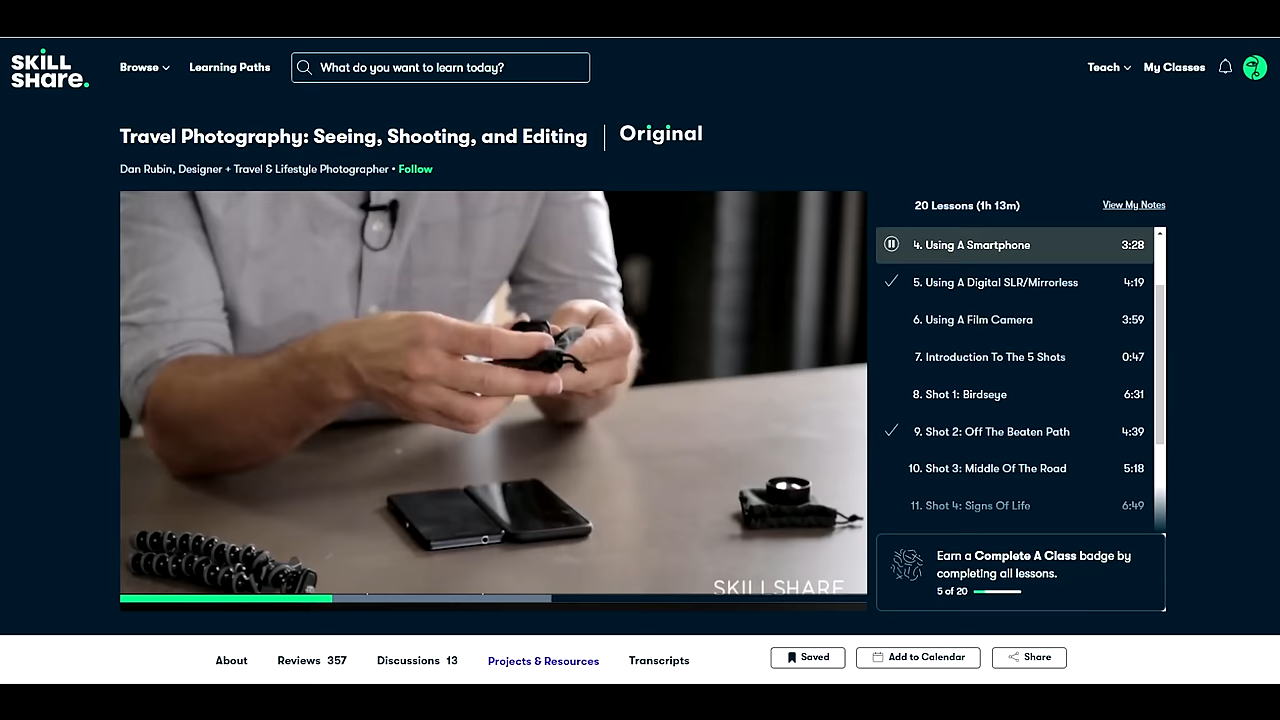 SKILL
SHare.
Browse
Learning Paths
What do you want to learn today?
Teach
My Classes
Travel Photography: Seeing, Shooting, and Editing
Original
Dan Rubin, Designer + Travel & Lifestyle Photographer • Follow
20 Lessons (1h 13m)
View My Notes
4. Using A Smartphone 3:28
5. Using A Digital SLR/Mirrorless 4:19
6. Using A Film Camera 3:59
7. Introduction To The 5 Shots 0:47
8. Shot 1: Birdseye 6:31
9. Shot 2: Off The Beaten Path 4:39
10. Shot 3: Middle Of The Road 5:18
11. Shot 4: Signs Of Life 6:49
SKILLSHARE
Earn a Complete A Class badge by
completing all lessons.
5 of 20
About
Reviews 357
Discussions 13
Projects & Resources
Transcripts
Saved
Add to Calendar
Share